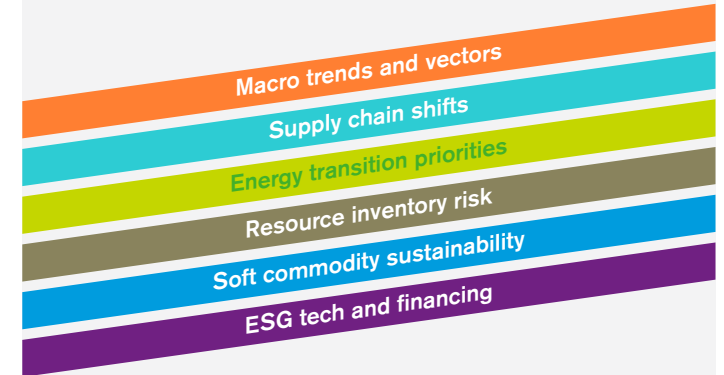 Macro trends and vectors
Supply chain shifts
Energy transition priorities
Resource inventory risk
Soft commodity sustainability
ESG tech and financing